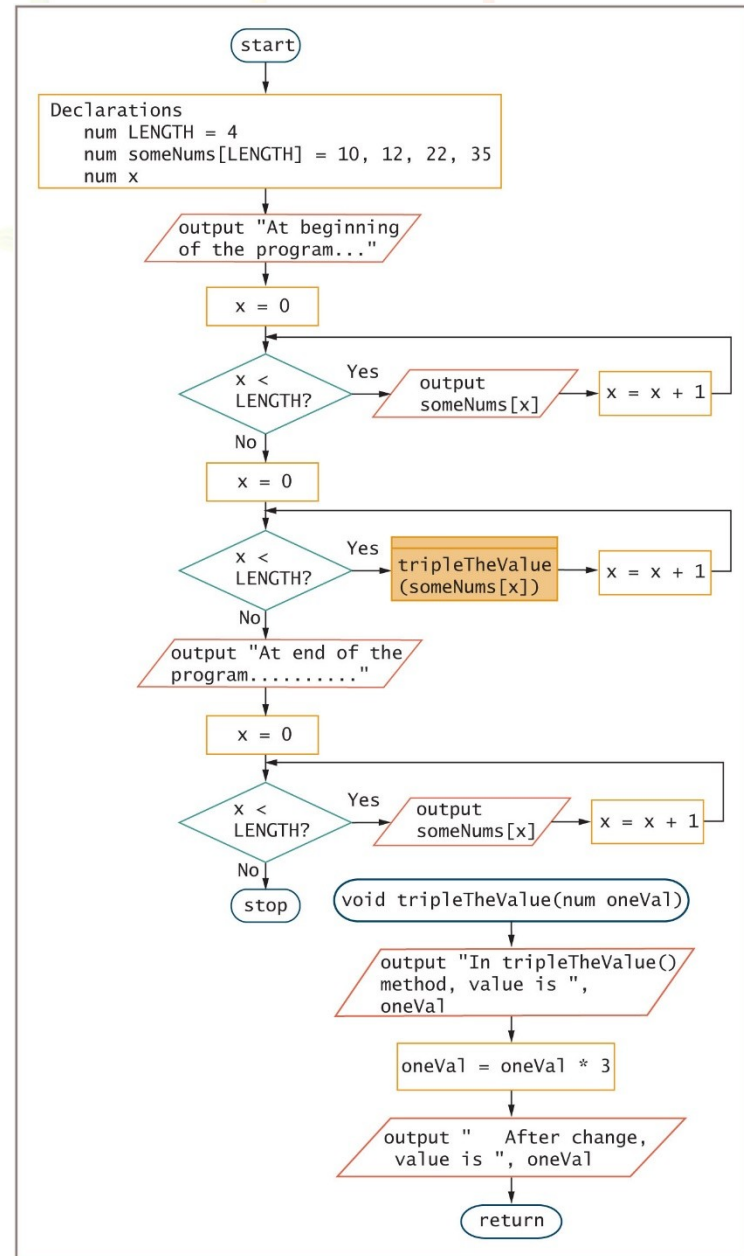 start
Declarations
num LENGTH = 4
num someNums[LENGTH] = 10, 12, 22, 35
num x
output "At beginning
of the program..."
x = 0
x <
LENGTH?
Yes
output
someNums[x]
x = x + 1
No
x = 0
x <
LENGTH?
Yes
tripleTheValue
(someNums[x])
x = x + 1
No
output "At end of the
program.........."
x = 0
x <
LENGTH?
Yes
output
someNums[x]
x = x + 1
No
stop
void tripleTheValue(num oneVal)
output "In tripleTheValue()
method, value is ",
oneVal
oneVal = oneVal * 3
output "   After change,
value is ", oneVal
return